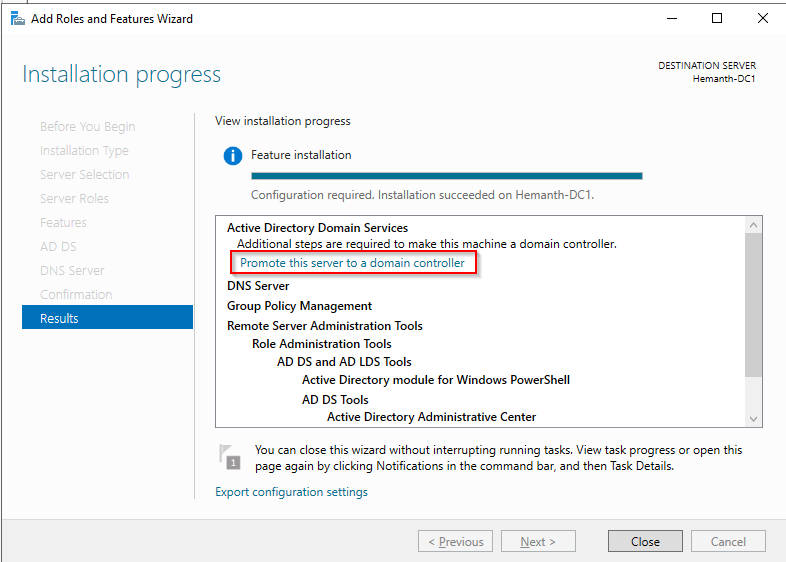 Add Roles and Features Wizard
Installation progress
DESTINATION SERVER
Hemanth-DC1
Before You Begin
Installation Type
Server Selection
Server Roles
Features
AD DS
DNS Server
Confirmation
Results
View installation progress
Feature installation
Configuration required. Installation succeeded on Hemanth-DC1.
Active Directory Domain Services
Additional steps are required to make this machine a domain controller.
Promote this server to a domain controller
DNS Server
Group Policy Management
Remote Server Administration Tools
Role Administration Tools
AD DS and AD LDS Tools
Active Directory module for Windows PowerShell
AD DS Tools
Active Directory Administrative Center
1
You can close this wizard without interrupting running tasks. View task progress or open this
page again by clicking Notifications in the command bar, and then Task Details.
Export configuration settings
< Previous
Next >
Close
Cancel